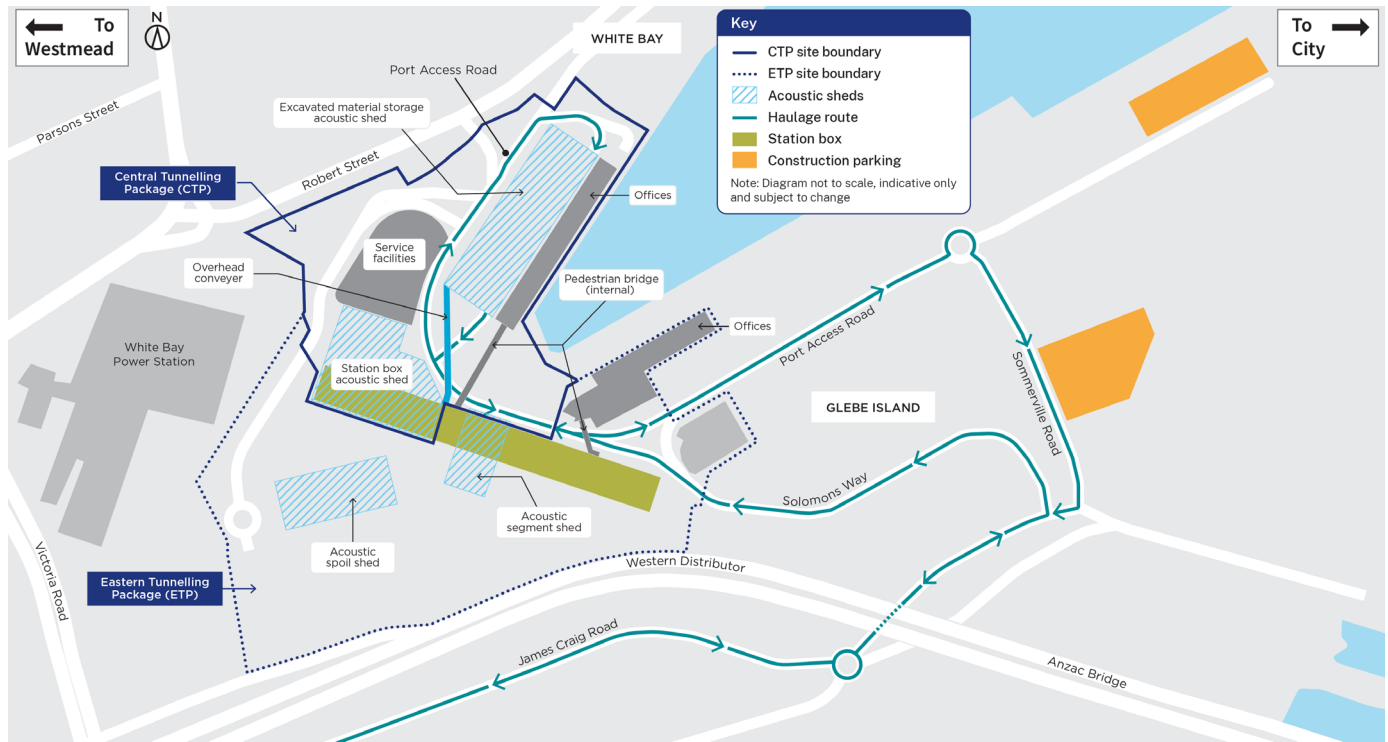 To
Westmead
N
WHITE BAY
Port Access Road
Excavated material storage
acoustic shed
Parsons Street
Robert Street
Central Tunnelling
Package (CTP)
Offices
Service
facilities
Overhead
conveyer
Pedestrian bridge
(internal)
White Bay
Power Station
Station box
acoustic shed
Offices
Port Access Road
GLEBE ISLAND
Sommerville Road
Solomons Way
Acoustic
segment shed
Acoustic
spoil shed
Victoria Road
Eastern Tunnelling
Package (ETP)
Western Distributor
James Craig Road
Anzac Bridge
Key
CTP site boundary
ETP site boundary
Acoustic sheds
Haulage route
Station box
Construction parking
Note: Diagram not to scale, indicative only
and subject to change
To
City